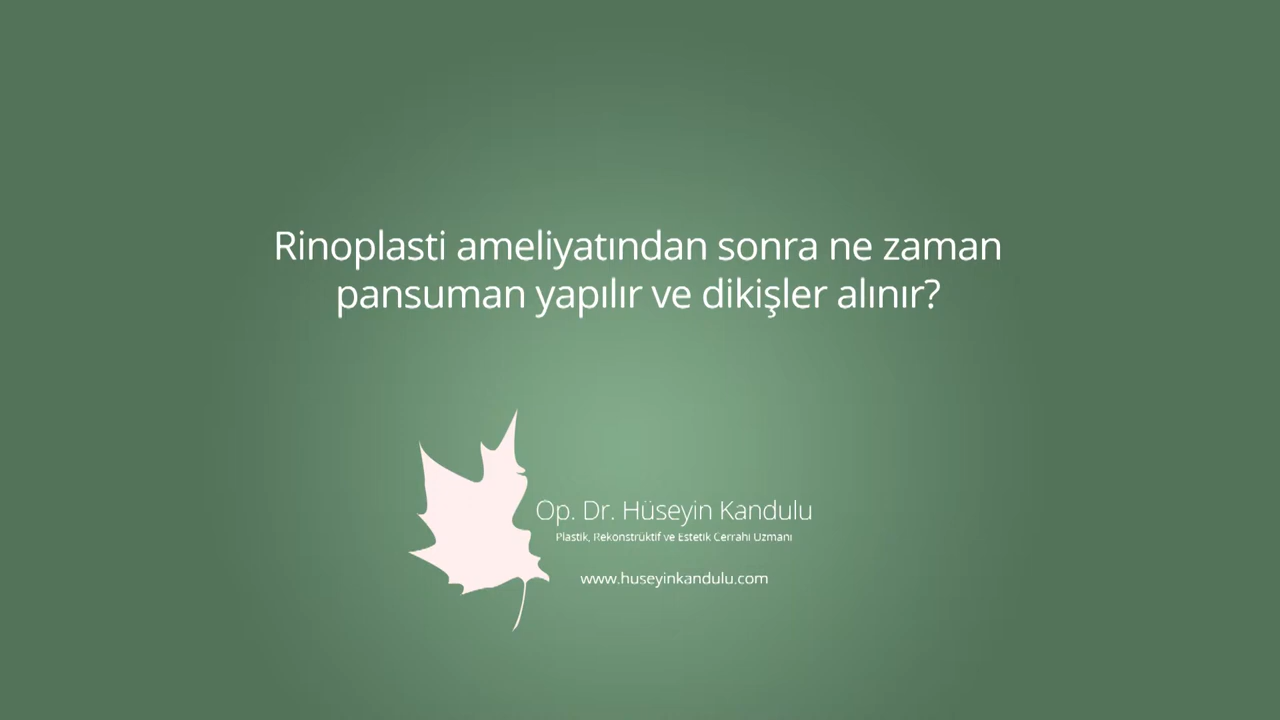 Rinoplasti ameliyatından sonra ne zaman
pansuman yapılır ve dikişler alınır?
Op. Dr. Hüseyin Kandulu
Plastik, Rekonstrüktif ve Estetik Cerrahi Uzmanı
www.huseyinkandulu.com